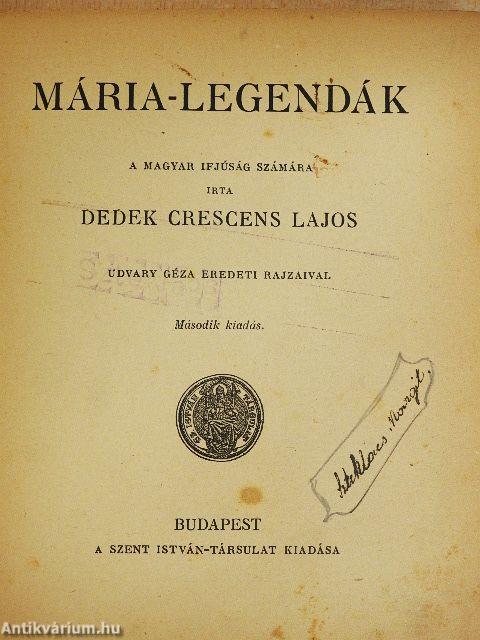 MÁRIA-LEGENDÁK
A MAGYAR IFJÚSÁG SZÁMÁRA
IRTA
DEDEK CRESCENS LAJOS
UDVARY GÉZA EREDETI RAJZAIVAL
Második kiadás.
BUDAPEST
A SZENT ISTVÁN-TÁRSULAT KIADÁSA
Antikvárium.hu